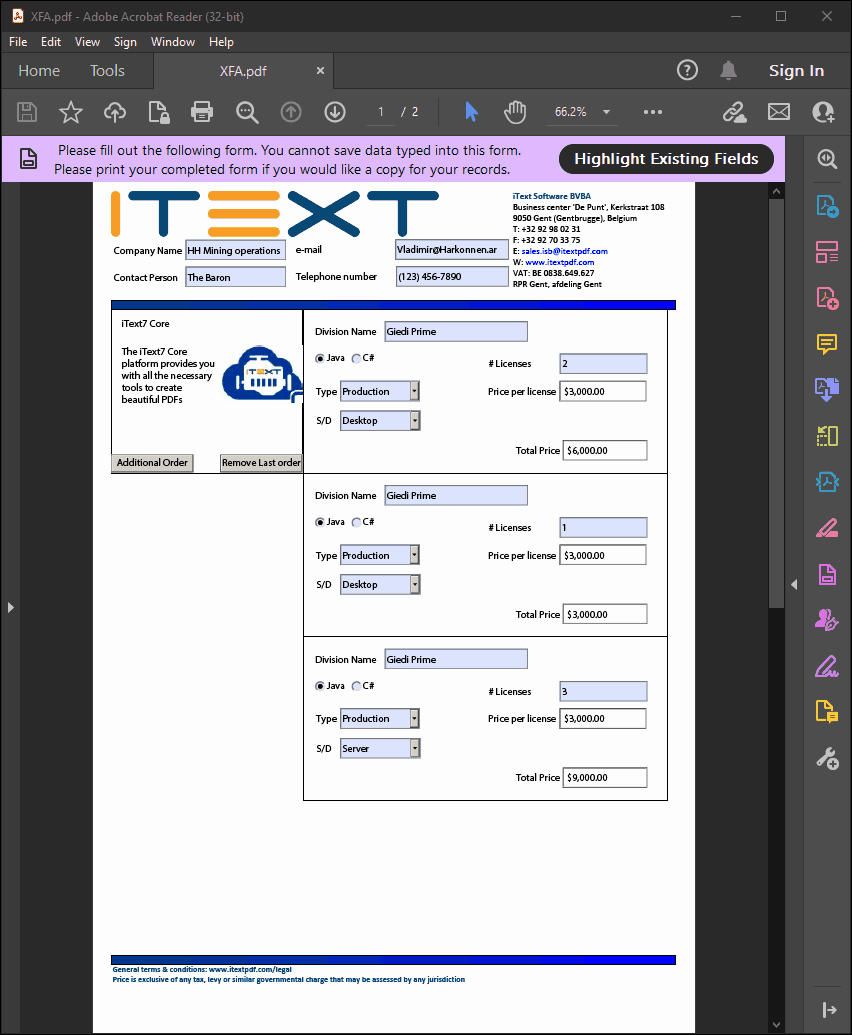 XFA.pdf - Adobe Acrobat Reader (32-bit)
File Edit View Sign Window Help
Home Tools XFA.pdf × Sign In
1 / 2 66.2%
Please fill out the following form. You cannot save data typed into this form.
Please print your completed form if you would like a copy for your records.
Highlight Existing Fields
ITEXT
iText Software BVBA
Business center 'De Punt', Kerkstraat 108
9050 Gent (Gentbrugge), Belgium
T: +32 92 98 02 31
F: +32 92 70 33 75
E: sales.isb@itextpdf.com
W: www.itextpdf.com
VAT: BE 0838.649.627
RPR Gent, afdeling Gent
Company Name HH Mining operations e-mail Vladimir@Harkonnen.ar
Contact Person The Baron Telephone number (123) 456-7890
iText7 Core
The iText7 Core
platform provides you
with all the necessary
tools to create
beautiful PDFs
iTEXT
Additional Order Remove Last order
Division Name Giedi Prime
Java C#
# Licenses 2
Type Production Price per license $3,000.00
S/D Desktop
Total Price $6,000.00
Division Name Giedi Prime
Java C#
# Licenses 1
Type Production Price per license $3,000.00
S/D Desktop
Total Price $3,000.00
Division Name Giedi Prime
Java C#
# Licenses 3
Type Production Price per license $3,000.00
S/D Server
Total Price $9,000.00
General terms & conditions: www.itextpdf.com/legal
Price is exclusive of any tax, levy or similar governmental charge that may be assessed by any jurisdiction